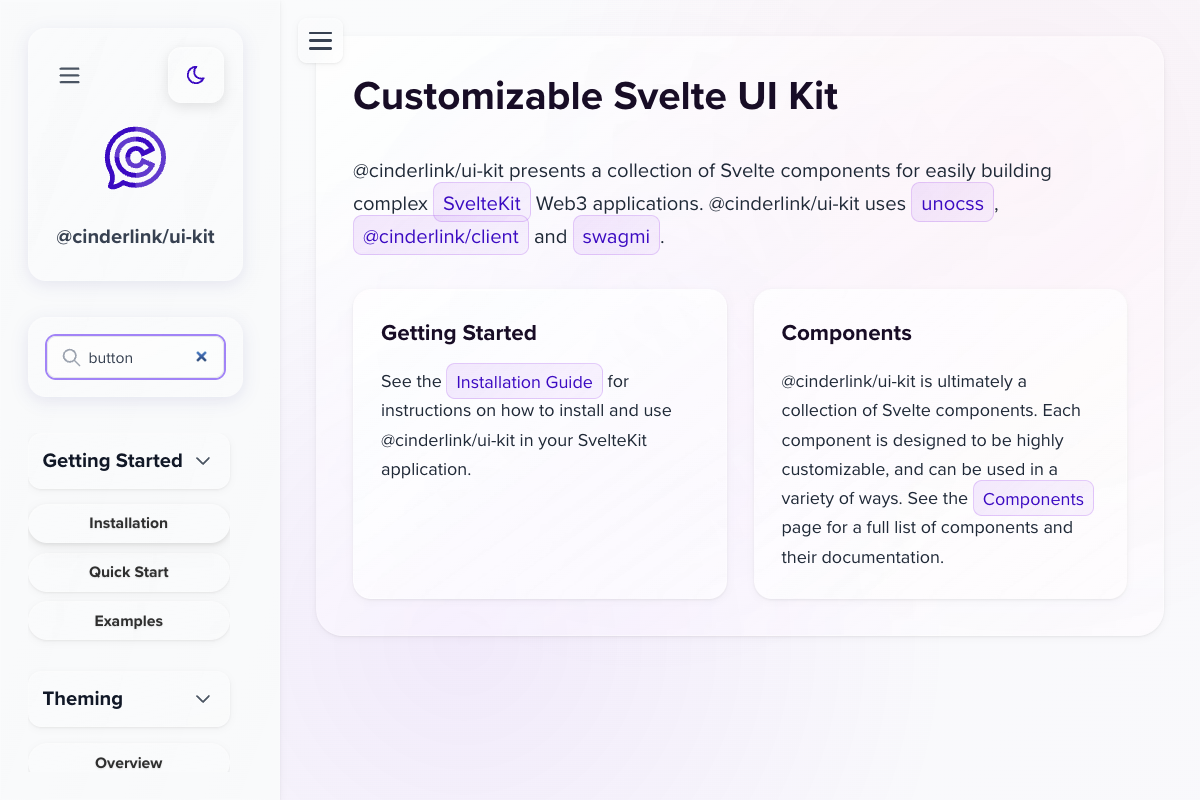 @cinderlink/ui-kit
button
Getting Started
Installation
Quick Start
Examples
Theming
Overview
Customizable Svelte UI Kit
@cinderlink/ui-kit presents a collection of Svelte components for easily building
complex SvelteKit Web3 applications. @cinderlink/ui-kit uses unocss,
@cinderlink/client and swagmi.
Getting Started
See the Installation Guide for
instructions on how to install and use
@cinderlink/ui-kit in your SvelteKit
application.
Components
@cinderlink/ui-kit is ultimately a
collection of Svelte components. Each
component is designed to be highly
customizable, and can be used in a
variety of ways. See the Components
page for a full list of components and
their documentation.